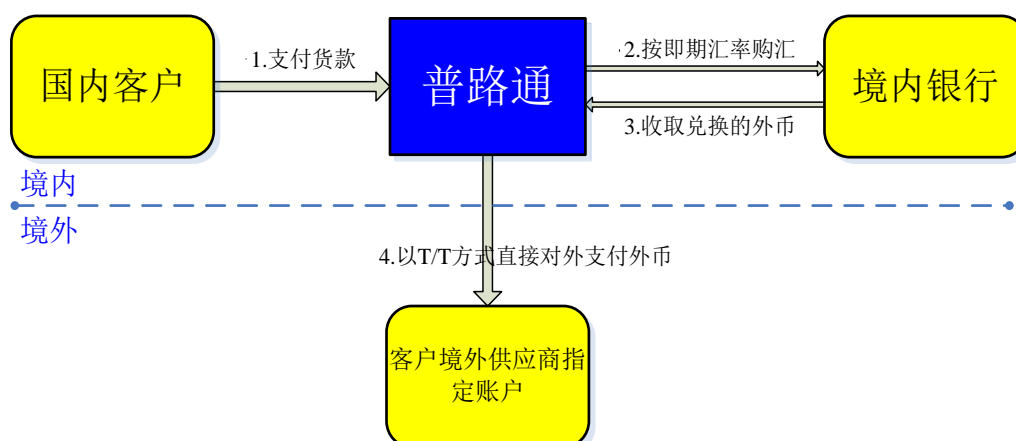 国内客户
1.支付货款
普路通
2.按即期汇率购汇
3.收取兑换的外币
境内银行
境内
境外
4.以T/T方式直接对外支付外币
客户境外供应商指
定账户